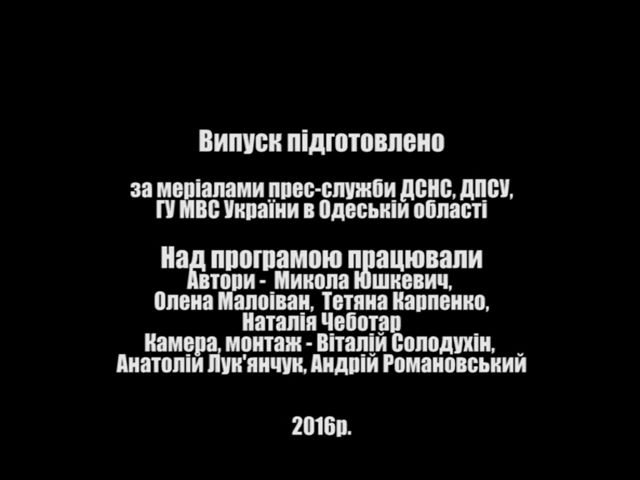 Випуск підготовлено
за меріалами прес-служби ДСНС, ДПСУ,
ГУ МВС України в Одеській області
Над програмою працювали
Автори - Микола Юшкевич,
Олена Малоіван, Тетяна Карпенко,
Наталія Чеботар
Камера, монтаж - Віталій Солодухін,
Анатолій Лук'янчук, Андрій Романовський
2016р.